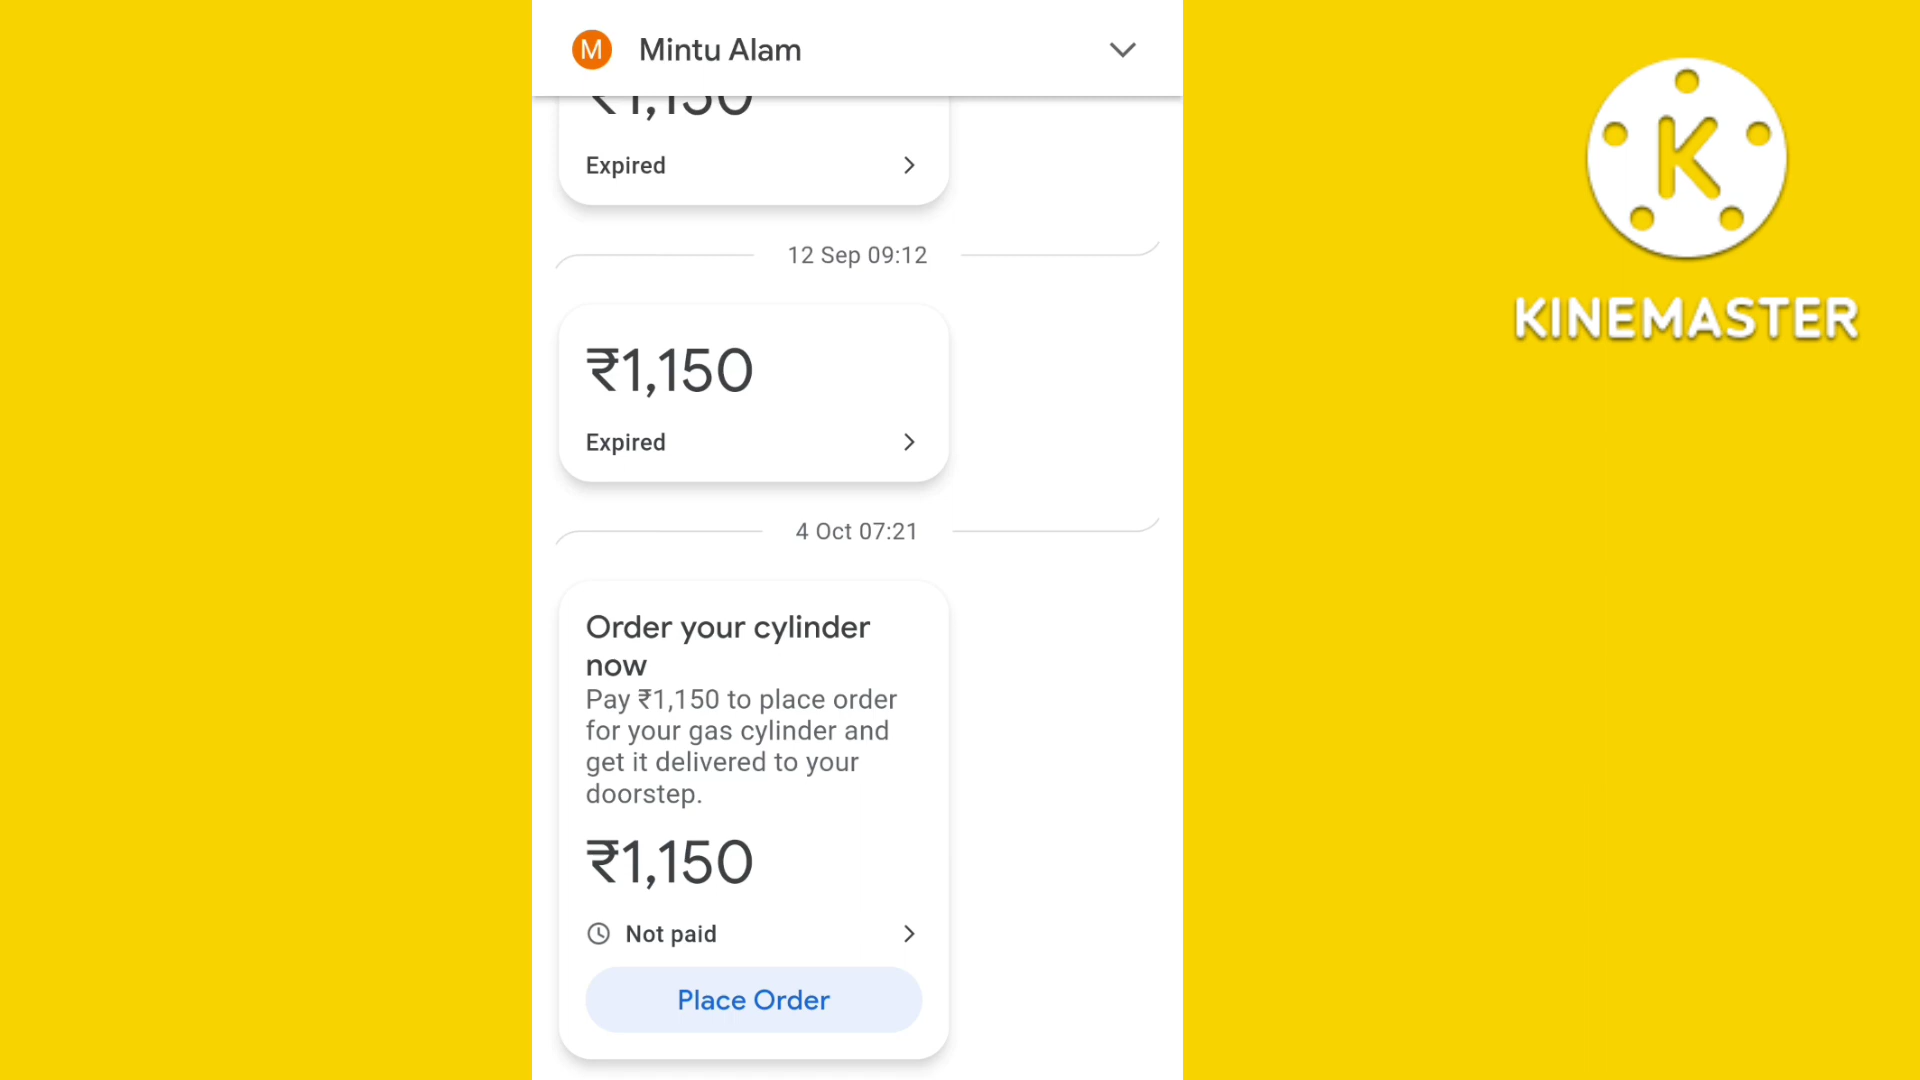 M Mintu Alam
₹1,150
Expired
12 Sep 09:12
₹1,150
Expired
4 Oct 07:21
Order your cylinder
now
Pay ₹1,150 to place order
for your gas cylinder and
get it delivered to your
doorstep.
₹1,150
Not paid
Place Order
K
KINEMASTER